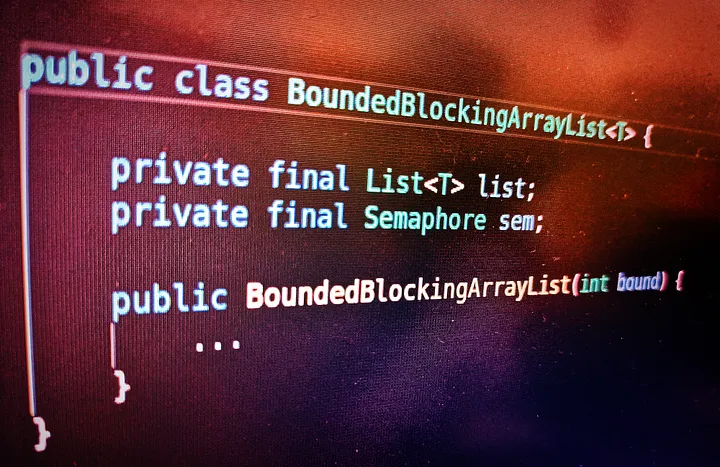 public class BoundedBlockingArrayList<T> {
private final List<T> list;
private final Semaphore sem;
public BoundedBlockingArrayList(int bound) {
...
}
}